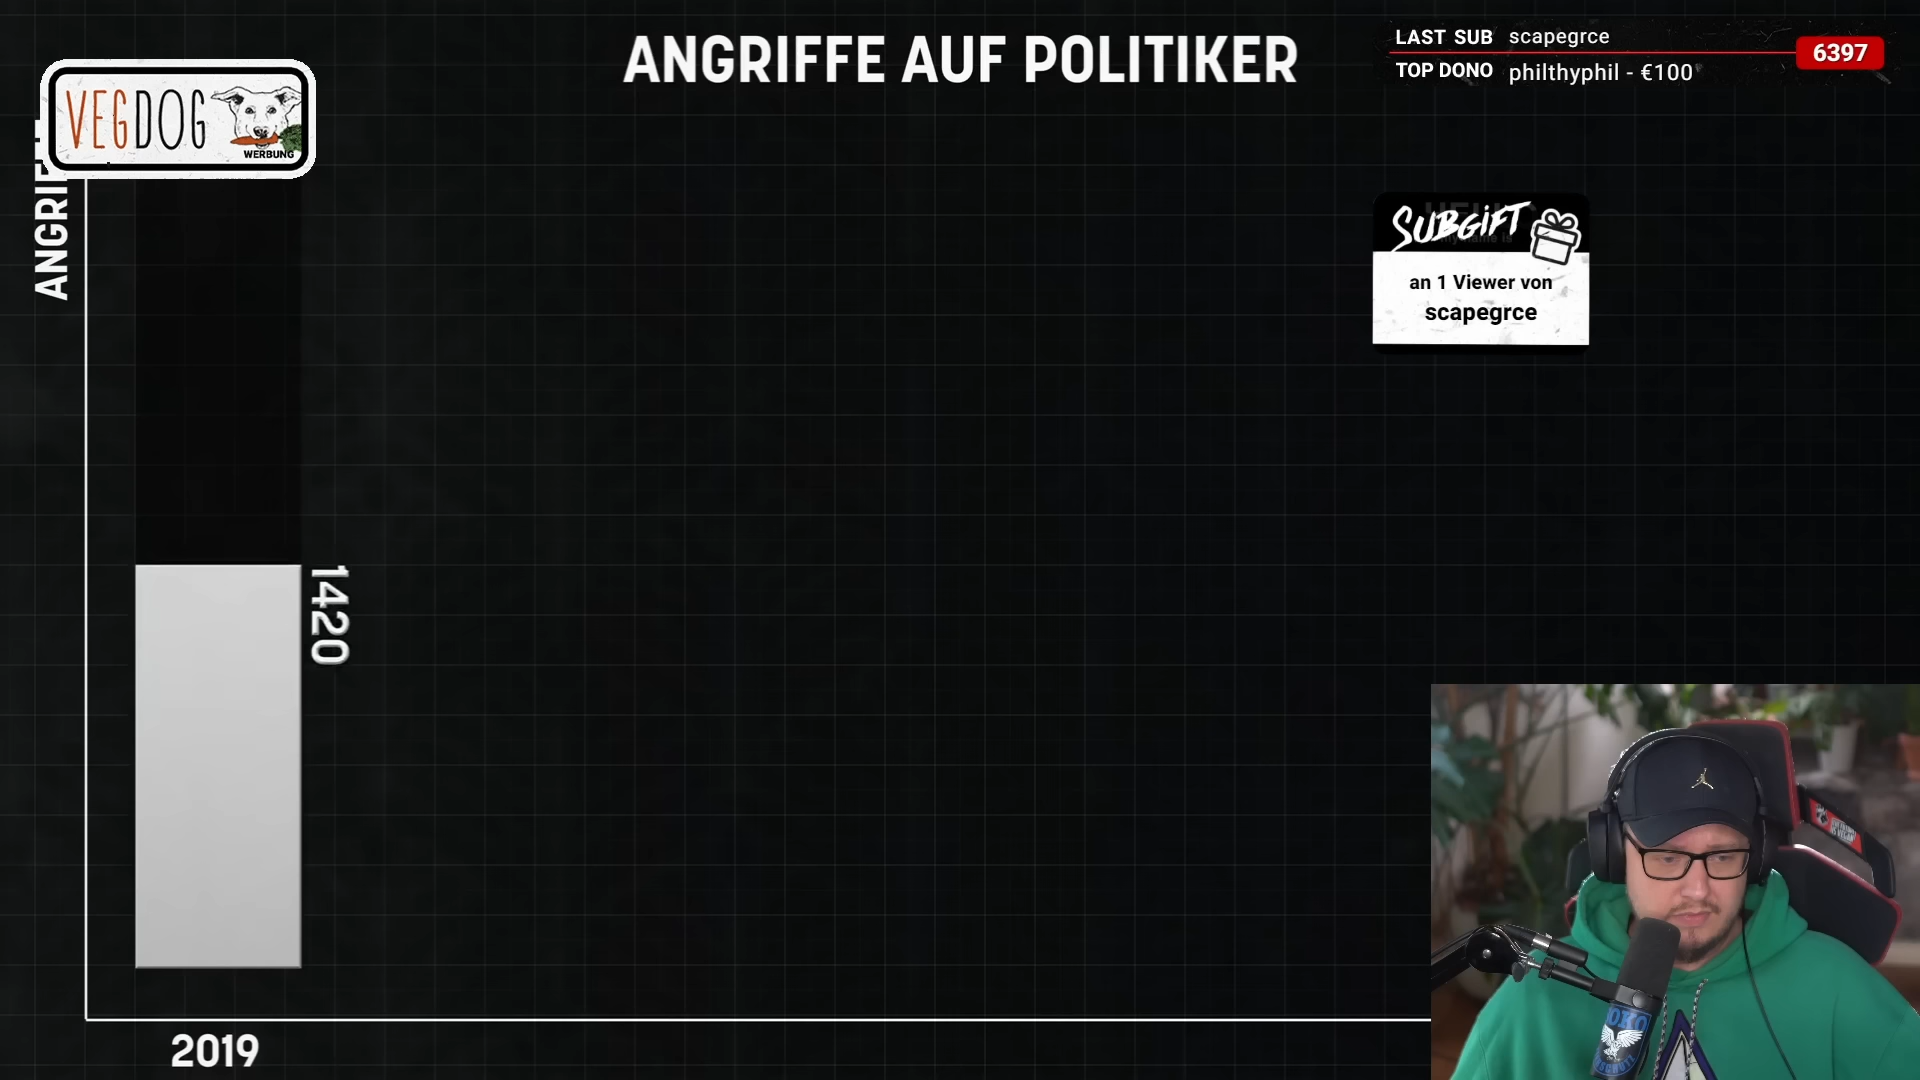 ANGRIFFE AUF POLITIKER
LAST SUB scapegrce
TOP DONO philthyphil - €100
6397
VEGDOG
WERBUNG
SUBGIFT
an 1 Viewer von
scapegrce
1420
2019